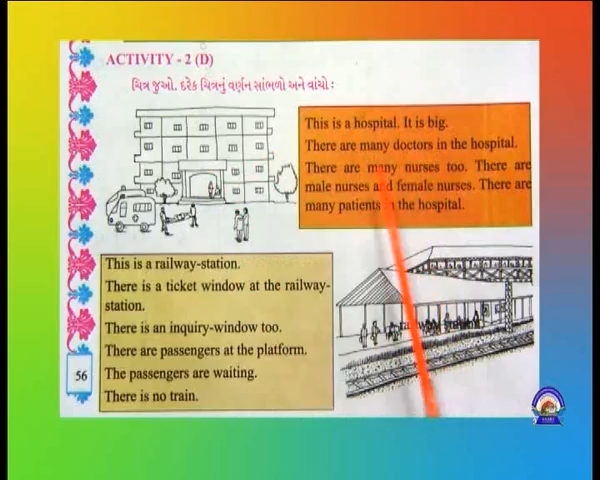 ACTIVITY - 2 (D)
ચિત્ર જુઓ. દરેક ચિત્રનું વર્ણન સાંભળો અને વાંચો :
This is a hospital. It is big.
There are many doctors in the hospital.
There are many nurses too. There are
male nurses and female nurses. There are
many patients in the hospital.
This is a railway-station.
There is a ticket window at the railway-
station.
There is an inquiry-window too.
There are passengers at the platform.
The passengers are waiting.
There is no train.
56